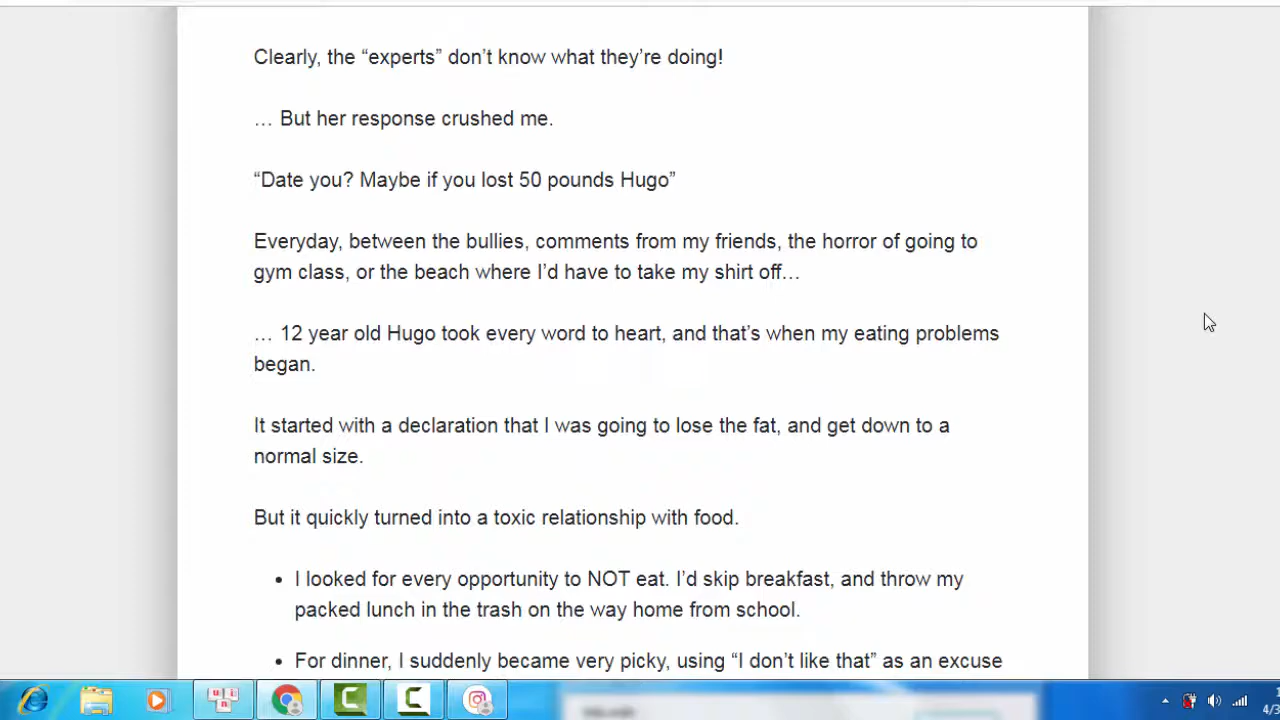 Clearly, the “experts” don’t know what they’re doing!
… But her response crushed me.
“Date you? Maybe if you lost 50 pounds Hugo”
Everyday, between the bullies, comments from my friends, the horror of going to
gym class, or the beach where I’d have to take my shirt off…
… 12 year old Hugo took every word to heart, and that’s when my eating problems
began.
It started with a declaration that I was going to lose the fat, and get down to a
normal size.
But it quickly turned into a toxic relationship with food.
• I looked for every opportunity to NOT eat. I’d skip breakfast, and throw my
packed lunch in the trash on the way home from school.
• For dinner, I suddenly became very picky, using “I don’t like that” as an excuse